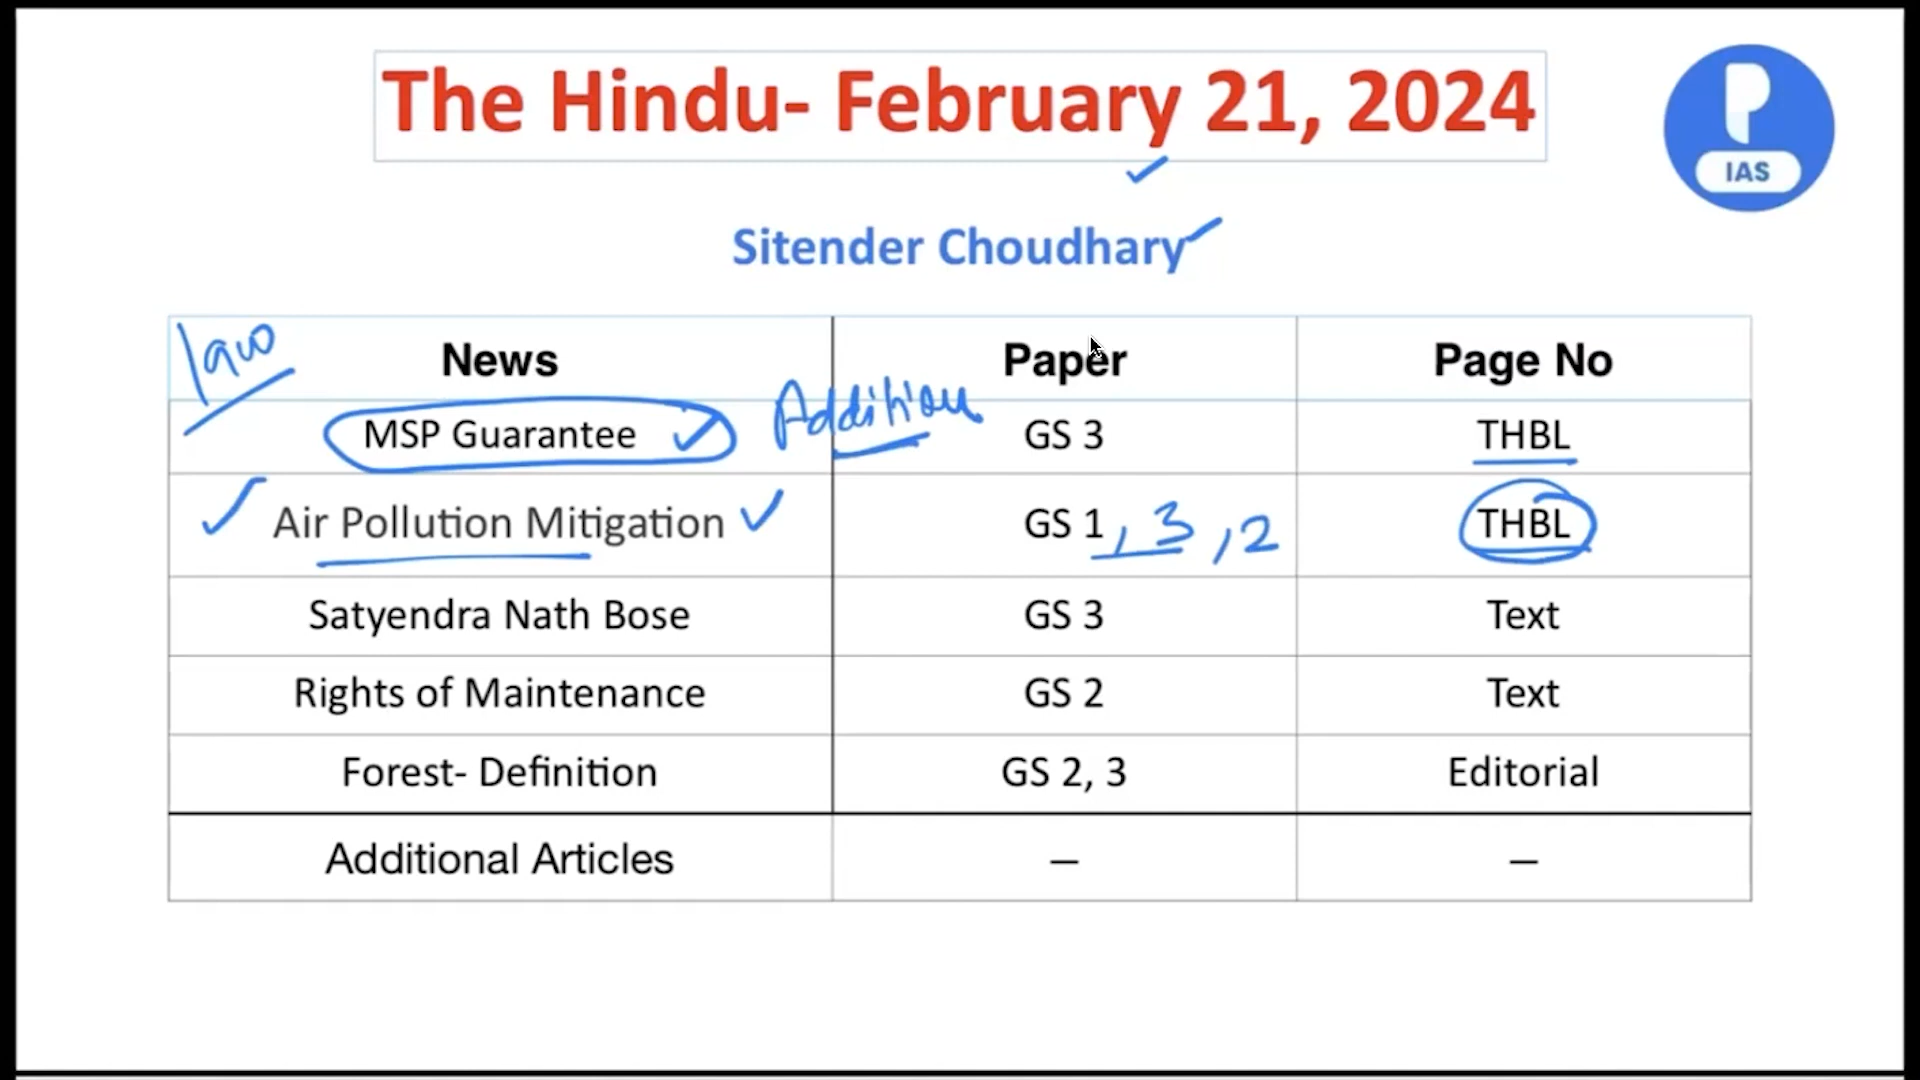 The Hindu- February 21, 2024
P
IAS
Sitender Choudhary
law
News Paper Page No
Addition
MSP Guarantee GS 3 THBL
Air Pollution Mitigation GS 1, 3, 2 THBL
Satyendra Nath Bose GS 3 Text
Rights of Maintenance GS 2 Text
Forest- Definition GS 2, 3 Editorial
Additional Articles – –